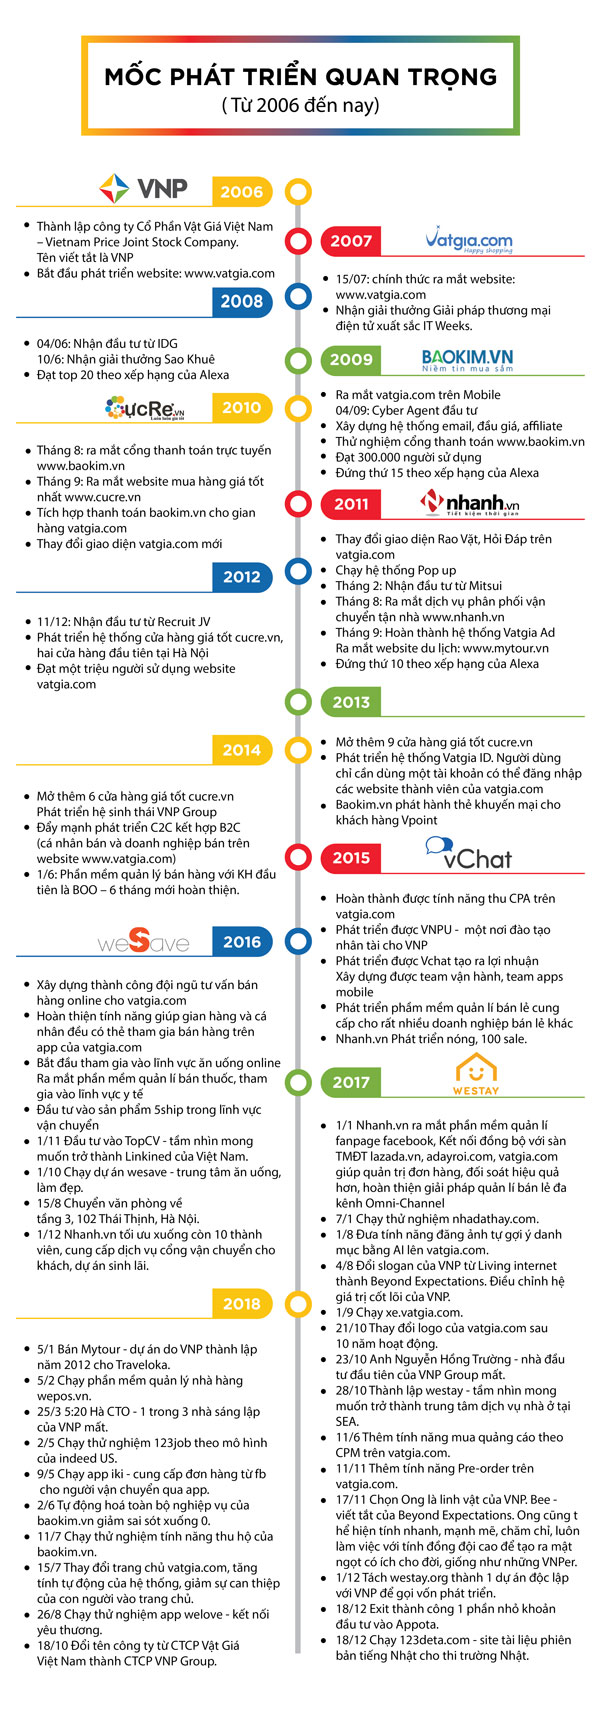 MỐC PHÁT TRIỂN QUAN TRỌNG
( Từ 2006 đến nay)
VNP
2006
Thành lập công ty Cổ Phần Vật Giá Việt Nam
– Vietnam Price Joint Stock Company.
Tên viết tắt là VNP
Bắt đầu phát triển website: www.vatgia.com
2007
Vatgia.com
Happy shopping
15/07: chính thức ra mắt website:
www.vatgia.com
Nhận giải thưởng Giải pháp thương mại
điện tử xuất sắc IT Weeks.
2008
04/06: Nhận đầu tư từ IDG
10/6: Nhận giải thưởng Sao Khuê
Đạt top 20 theo xếp hạng của Alexa
2009
BAOKIM.VN
Niềm tin mua sắm
Ra mắt vatgia.com trên Mobile
04/09: Cyber Agent đầu tư
Xây dựng hệ thống email, đấu giá, affiliate
Thử nghiệm cổng thanh toán www.baokim.vn
Đạt 300.000 người sử dụng
Đứng thứ 15 theo xếp hạng của Alexa
CựcRẻ.VN
Luôn luôn giá tốt
2010
Tháng 8: ra mắt cổng thanh toán trực tuyến
www.baokim.vn
Tháng 9: Ra mắt website mua hàng giá tốt
nhất www.cucre.vn
Tích hợp thanh toán baokim.vn cho gian
hàng vatgia.com
Thay đổi giao diện vatgia.com mới
2011
nhanh.vn
Tiết kiệm thời gian
Thay đổi giao diện Rao Vặt, Hỏi Đáp trên
vatgia.com
Chạy hệ thống Pop up
Tháng 2: Nhận đầu tư từ Mitsui
Tháng 8: Ra mắt dịch vụ phân phối vận
chuyển tận nhà www.nhanh.vn
Tháng 9: Hoàn thành hệ thống Vatgia Ad
Ra mắt website du lịch: www.mytour.vn
Đứng thứ 10 theo xếp hạng của Alexa
2012
11/12: Nhận đầu tư từ Recruit JV
Phát triển hệ thống cửa hàng giá tốt cucre.vn,
hai cửa hàng đầu tiên tại Hà Nội
Đạt một triệu người sử dụng website
vatgia.com
2013
Mở thêm 9 cửa hàng giá tốt cucre.vn
Phát triển hệ thống Vatgia ID. Người dùng
chỉ cần dùng một tài khoản có thể đăng nhập
các website thành viên của vatgia.com
Baokim.vn phát hành thẻ khuyến mại cho
khách hàng Vpoint
2014
Mở thêm 6 cửa hàng giá tốt cucre.vn
Phát triển hệ sinh thái VNP Group
Đẩy mạnh phát triển C2C kết hợp B2C
(cá nhân bán và doanh nghiệp bán trên
website www.vatgia.com)
1/6: Phần mềm quản lý bán hàng với KH đầu
tiên là BOO – 6 tháng mới hoàn thiện.
2015
vChat
Hoàn thành được tính năng thu CPA trên
vatgia.com
Phát triển được VNPU - một nơi đào tạo
nhân tài cho VNP
Phát triển được Vchat tạo ra lợi nhuận
Xây dựng được team vận hành, team apps
mobile
Phát triển phầm mềm quản lí bán lẻ cung
cấp cho rất nhiều doanh nghiệp bán lẻ khác
Nhanh.vn Phát triển nóng, 100 sale.
weSave
2016
Xây dựng thành công đội ngũ tư vấn bán
hàng online cho vatgia.com
Hoàn thiện tính năng giúp gian hàng và cá
nhân đều có thẻ tham gia bán hàng trên
app của vatgia.com
Bắt đầu tham gia vào lĩnh vực ăn uống online
Ra mắt phần mềm quản lí bán thuốc, tham
gia vào lĩnh vực y tế
Đầu tư vào sản phẩm 5ship trong lĩnh vực
vận chuyển
1/11 Đầu tư vào TopCV - tầm nhìn mong
muốn trở thành Linkined của Việt Nam.
1/10 Chạy dự án wesave - trung tâm ăn uống,
làm đẹp.
15/8 Chuyển văn phòng về
tầng 3, 102 Thái Thịnh, Hà Nội.
1/12 Nhanh.vn tối ưu xuống còn 10 thành
viên, cung cấp dịch vụ cổng vận chuyển cho
khách, dự án sinh lãi.
2017
WESTAY
1/1 Nhanh.vn ra mắt phần mềm quản lí
fanpage facebook, Kết nối đồng bộ với sàn
TMĐT lazada.vn, adayroi.com, vatgia.com
giúp quản trị đơn hàng, đối soát hiệu quả
hơn, hoàn thiện giải pháp quản lí bán lẻ đa
kênh Omni-Channel
7/1 Chạy thử nghiệm nhadathay.com.
1/8 Đưa tính năng đăng ảnh tự gợi ý danh
mục bằng AI lên vatgia.com.
4/8 Đổi slogan của VNP từ Living internet
thành Beyond Expectations. Điều chỉnh hệ
giá trị cốt lõi của VNP.
1/9 Chạy xe.vatgia.com.
21/10 Thay đổi logo của vatgia.com sau
10 năm hoạt động.
23/10 Anh Nguyễn Hồng Trường - nhà đầu
tư đầu tiên của VNP Group mất.
28/10 Thành lập westay - tầm nhìn mong
muốn trở thành trung tâm dịch vụ nhà ở tại
SEA.
11/6 Thêm tính năng mua quảng cáo theo
CPM trên vatgia.com.
11/11 Thêm tính năng Pre-order trên
vatgia.com.
17/11 Chọn Ong là linh vật của VNP. Bee -
viết tắt của Beyond Expectations. Ong cũng t
hể hiện tính nhanh, mạnh mẽ, chăm chỉ, luôn
làm việc với tính đồng đội cao để tạo ra mật
ngọt có ích cho đời, giống như những VNPer.
1/12 Tách westay.org thành 1 dự án độc lập
với VNP để gọi vốn phát triển.
18/12 Exit thành công 1 phần nhỏ khoản
đầu tư vào Appota.
18/12 Chạy 123deta.com - site tài liệu phiên
bản tiếng Nhật cho thi trường Nhật.
2018
5/1 Bán Mytour - dự án do VNP thành lập
năm 2012 cho Traveloka.
5/2 Chạy phần mềm quản lý nhà hàng
wepos.vn.
25/3 5:20 Hà CTO - 1 trong 3 nhà sáng lập
của VNP mất.
2/5 Chạy thử nghiệm 123job theo mô hình
của indeed US.
9/5 Chạy app iki - cung cấp đơn hàng từ fb
cho người vận chuyển qua app.
2/6 Tự động hoá toàn bộ nghiệp vụ của
baokim.vn giảm sai sót xuống 0.
11/7 Chạy thử nghiệm tính năng thu hộ của
baokim.vn.
15/7 Thay đổi trang chủ vatgia.com, tăng
tính tự động của hệ thống, giảm sự can thiệp
của con người vào trang chủ.
26/8 Chạy thử nghiệm app welove - kết nối
yêu thương.
18/10 Đổi tên công ty từ CTCP Vật Giá
Việt Nam thành CTCP VNP Group.